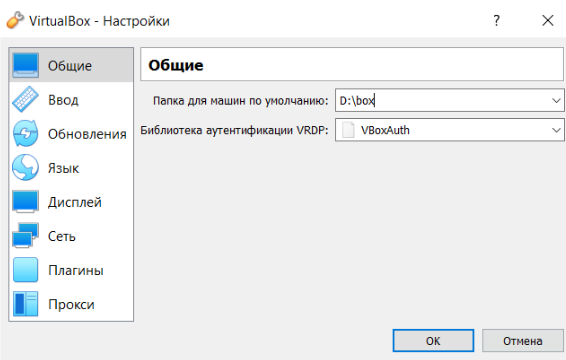 VirtualBox - Настройки
?
Общие
Ввод
Обновления
Язык
Дисплей
Сеть
Плагины
Прокси
Общие
Папка для машин по умолчанию: D:\box
Библиотека аутентификации VRDP: VBoxAuth
OK Отмена